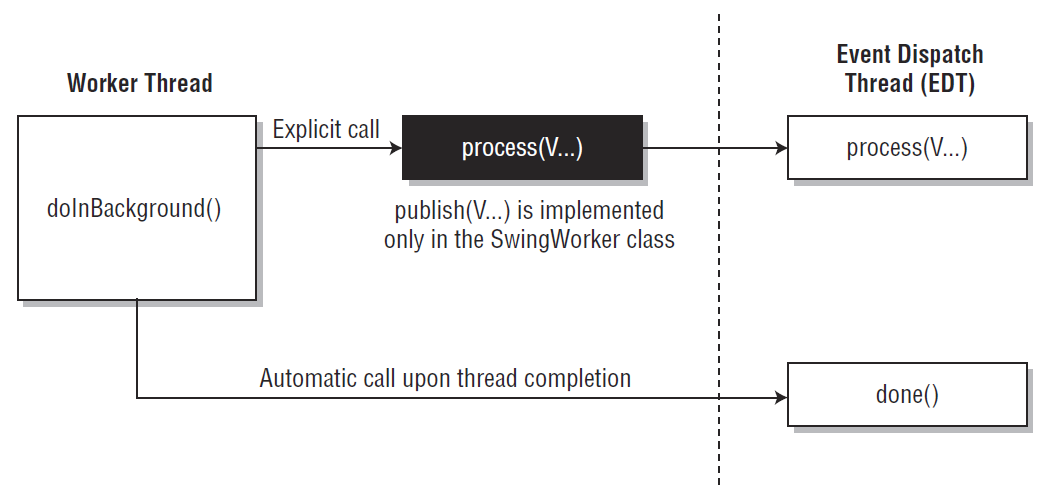 Worker Thread
Event Dispatch
Thread (EDT)
Explicit call
doInBackground()
process(V...)
process(V...)
publish(V...) is implemented
only in the SwingWorker class
Automatic call upon thread completion
done()